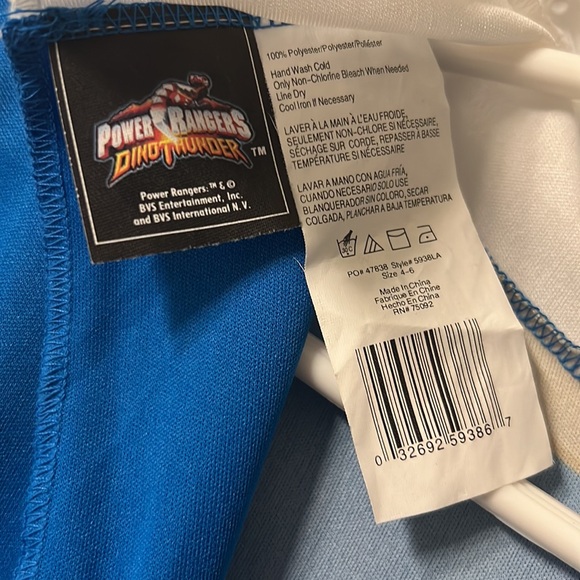 POWER RANGERS
DINO THUNDER ™
Power Rangers:™ & ©
BVS Entertainment, Inc.
and BVS International N.V.
100% Polyester/Polyester/Poliéster
Hand Wash Cold
Only Non-Chlorine Bleach When Needed
Line Dry
Cool Iron If Necessary
LAVER À LA MAIN À L'EAU FROIDE,
SEULEMENT NON-CHLORE SI NÉCESSAIRE,
SÉCHAGE SUR CORDE, REPASSER A BASSE
TEMPÉRATURE SI NÉCESSAIRE
LAVAR A MANO CON AGUA FRÍA,
CUANDO NECESARIO SOLO USE
BLANQUEADOR SIN CLORO, SECAR
COLGADA, PLANCHAR A BAJA TEMPERATURA
PO# 47638 Style# 5938LA
Size 4-6
Made In China
Fabriqué En Chine
Hecho En China
RN# 75092
0 32692 59386 7